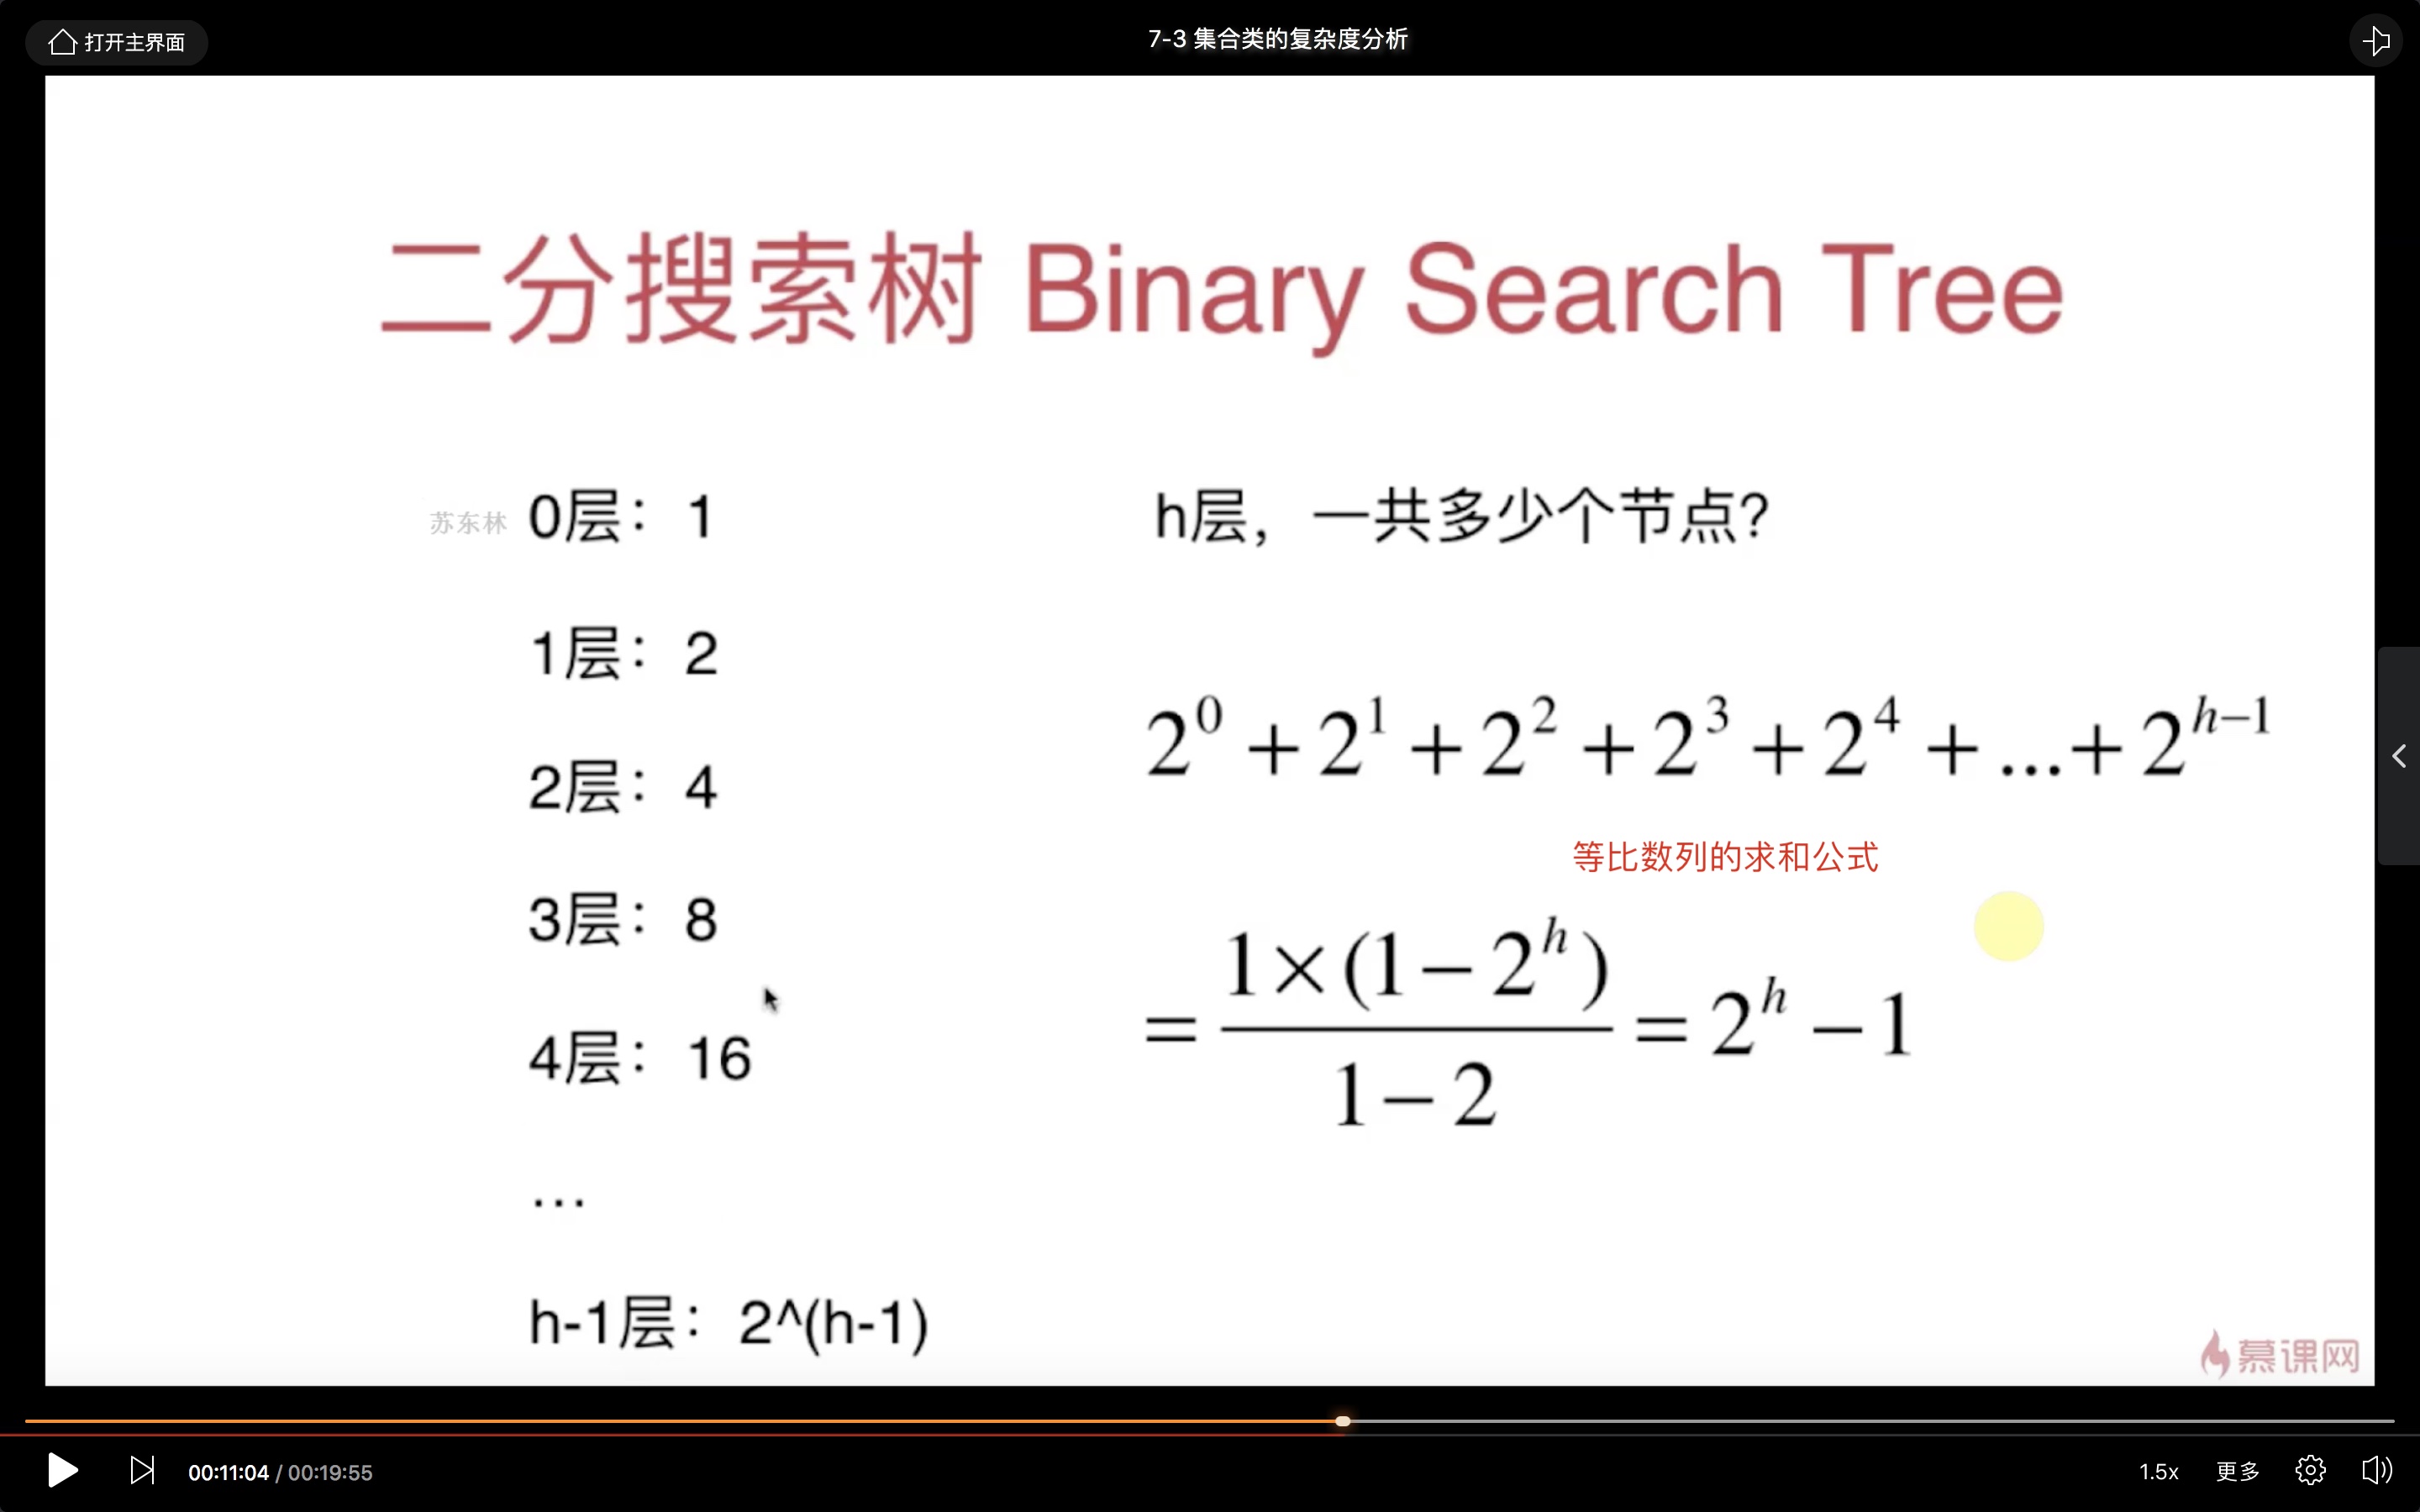 打开主界面
7-3 集合类的复杂度分析
二分搜索树 Binary Search Tree
苏东林
0层：1
h层，一共多少个节点？
1层：2
2^0 + 2^1 + 2^2 + 2^3 + 2^4 + ...+ 2^{h-1}
2层：4
等比数列的求和公式
3层：8
= \frac{1×(1-2^h)}{1-2} = 2^h - 1
4层：16
...
h-1层：2^(h-1)
慕课网
00:11:04 / 00:19:55
1.5x
更多